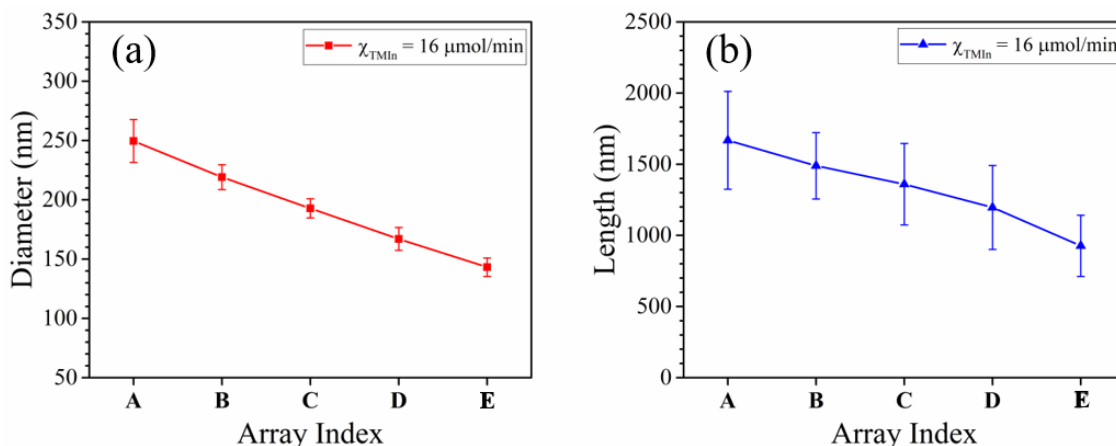 (a)
χTMIn = 16 μmol/min
350
300
250
200
150
100
50
Diameter (nm)
A B C D E
Array Index
(b)
χTMIn = 16 μmol/min
2500
2000
1500
1000
500
0
Length (nm)
A B C D E
Array Index